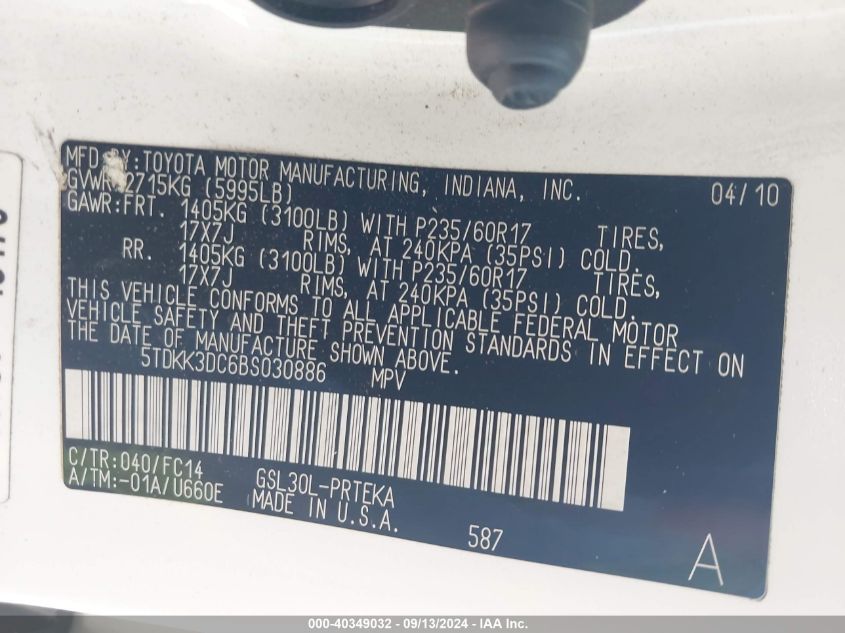 MFD BY:TOYOTA MOTOR MANUFACTURING, INDIANA, INC. 04/10
GVWR 2715KG (5995LB)
GAWR:FRT. 1405KG (3100LB) WITH P235/60R17 TIRES,
17X7J RIMS, AT 240KPA (35PSI) COLD.
RR. 1405KG (3100LB) WITH P235/60R17 TIRES,
17X7J RIMS, AT 240KPA (35PSI) COLD.
THIS VEHICLE CONFORMS TO ALL APPLICABLE FEDERAL MOTOR
VEHICLE SAFETY AND THEFT PREVENTION STANDARDS IN EFFECT ON
THE DATE OF MANUFACTURE SHOWN ABOVE.
5TDKK3DC6BS030886 MPV
C/TR:040/FC14 GSL30L-PRTEKA
A/TM:-01A/U660E MADE IN U.S.A.
587
A
000-40349032 - 09/13/2024 - IAAI.com